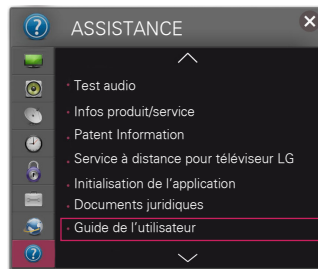 ASSISTANCE
Test audio
Infos produit/service
Patent Information
Service à distance pour téléviseur LG
Initialisation de l'application
Documents juridiques
Guide de l'utilisateur